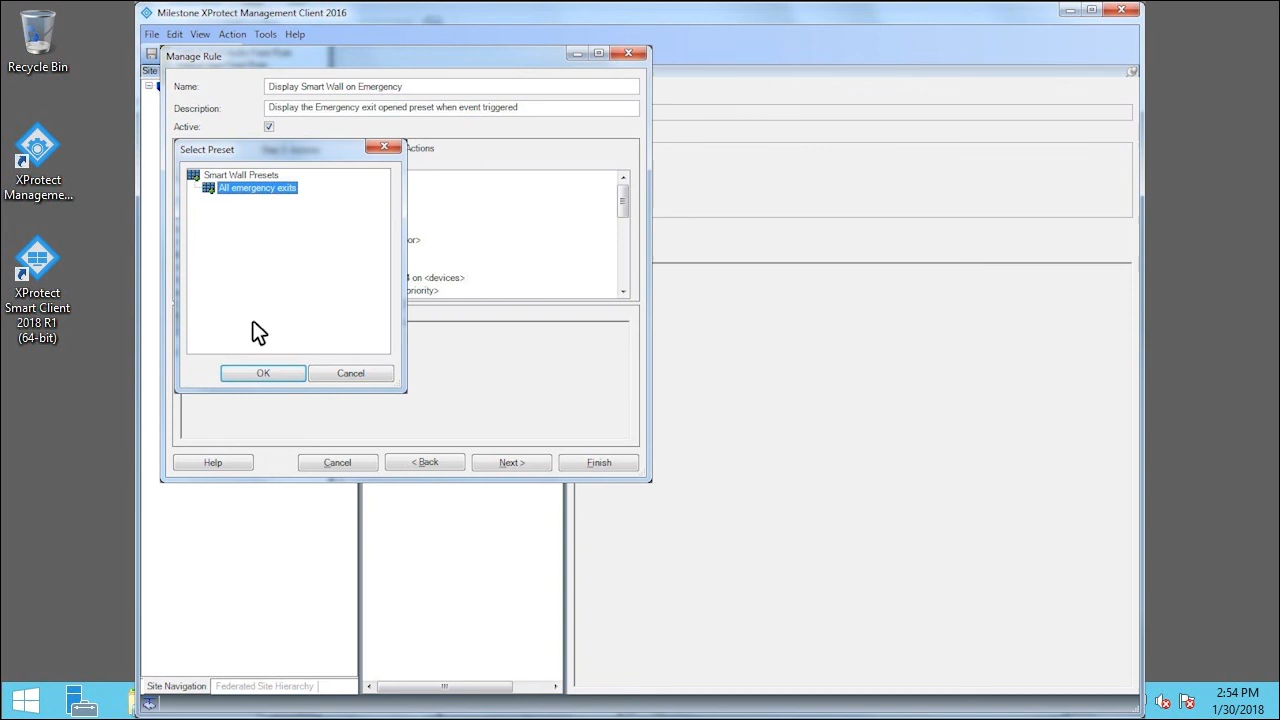 Recycle Bin
XProtect
Manageme...
XProtect
Smart Client
2018 R1
(64-bit)
Milestone XProtect Management Client 2016
File Edit View Action Tools Help
Site
Manage Rule
Name: Display Smart Wall on Emergency
Description: Display the Emergency exit opened preset when event triggered
Active:
Actions
Select Preset
Smart Wall Presets
All emergency exits
or>
on <devices>
priority>
OK Cancel
Help Cancel < Back Next > Finish
Site Navigation Federated Site Hierarchy
2:54 PM
1/30/2018